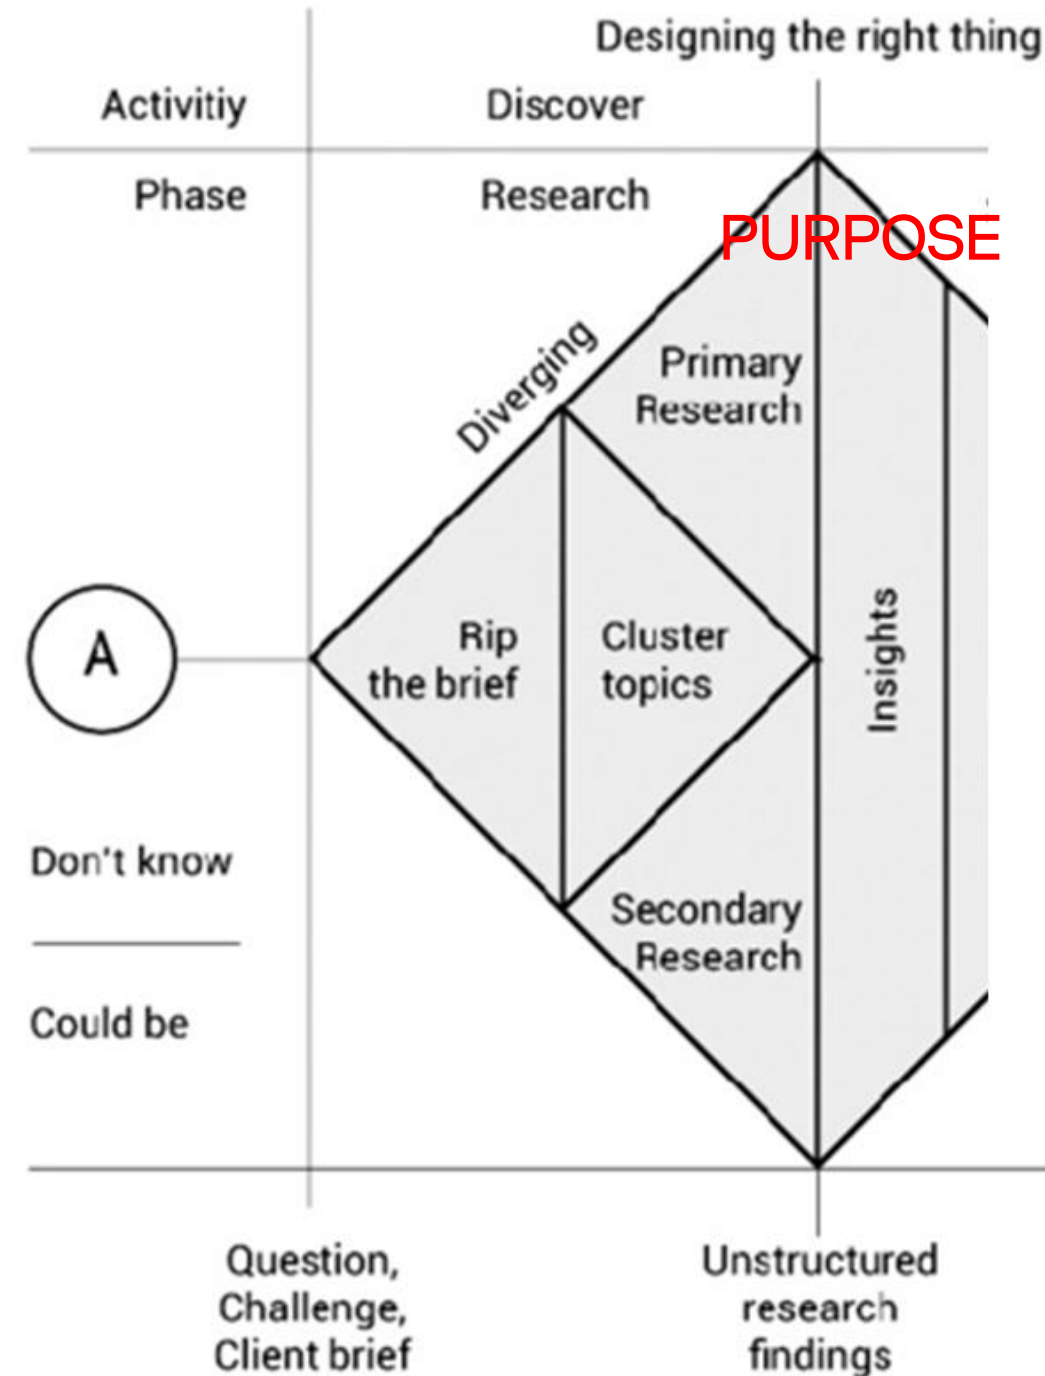 Designing the right thing
Activitiy
Discover
Phase
Research
PURPOSE
Diverging
Primary
Research
Rip
the brief
Cluster
topics
Insights
A
Don't know
Secondary
Research
Could be
Question,
Challenge,
Client brief
Unstructured
research
findings